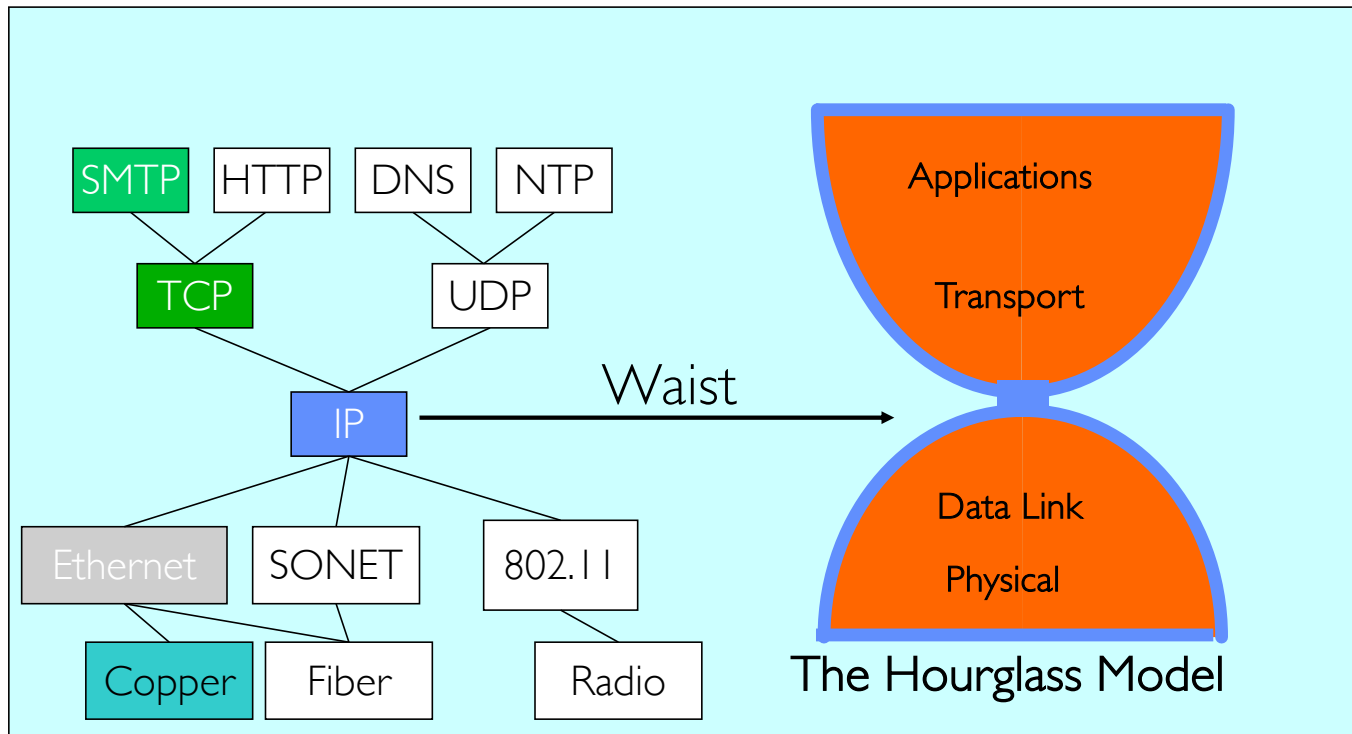 SMTP
HTTP
DNS
NTP
TCP
UDP
IP
Ethernet
SONET
802.11
Copper
Fiber
Radio
Waist
Applications
Transport
Data Link
Physical
The Hourglass Model